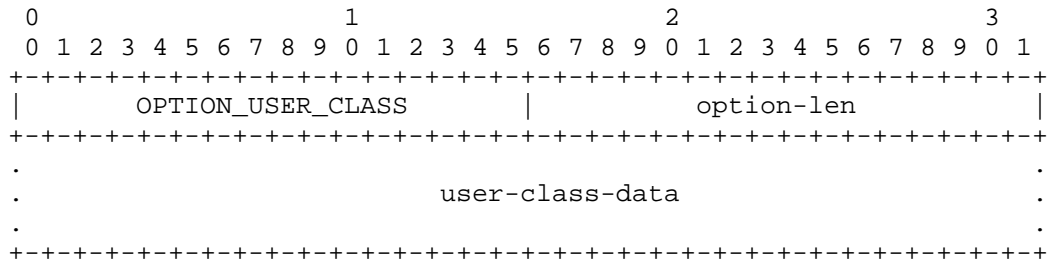 0                   1                   2                   3
 0 1 2 3 4 5 6 7 8 9 0 1 2 3 4 5 6 7 8 9 0 1 2 3 4 5 6 7 8 9 0 1
+-+-+-+-+-+-+-+-+-+-+-+-+-+-+-+-+-+-+-+-+-+-+-+-+-+-+-+-+-+-+-+-+
|       OPTION_USER_CLASS       |          option-len           |
+-+-+-+-+-+-+-+-+-+-+-+-+-+-+-+-+-+-+-+-+-+-+-+-+-+-+-+-+-+-+-+-+
.                                                               .
.                          user-class-data                      .
.                                                               .
+-+-+-+-+-+-+-+-+-+-+-+-+-+-+-+-+-+-+-+-+-+-+-+-+-+-+-+-+-+-+-+-+